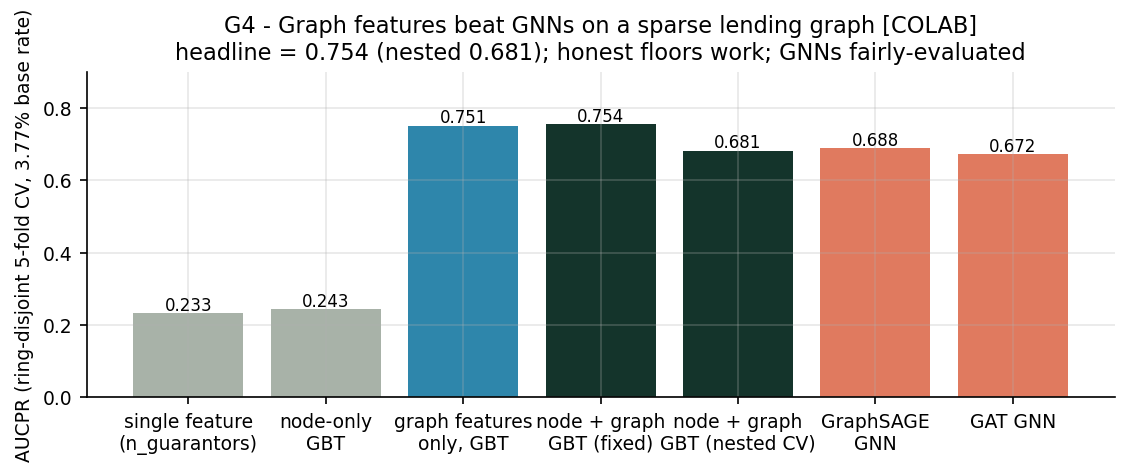 G4 - Graph features beat GNNs on a sparse lending graph [COLAB]
headline = 0.754 (nested 0.681); honest floors work; GNNs fairly-evaluated
AUCPR (ring-disjoint 5-fold CV, 3.77% base rate)
0.8
0.6
0.4
0.2
0.0
0.233
0.243
0.751
0.754
0.681
0.688
0.672
single feature
(n_guarantors)
node-only
GBT
graph features
only, GBT
node + graph
GBT (fixed)
node + graph
GBT (nested CV)
GraphSAGE
GNN
GAT GNN